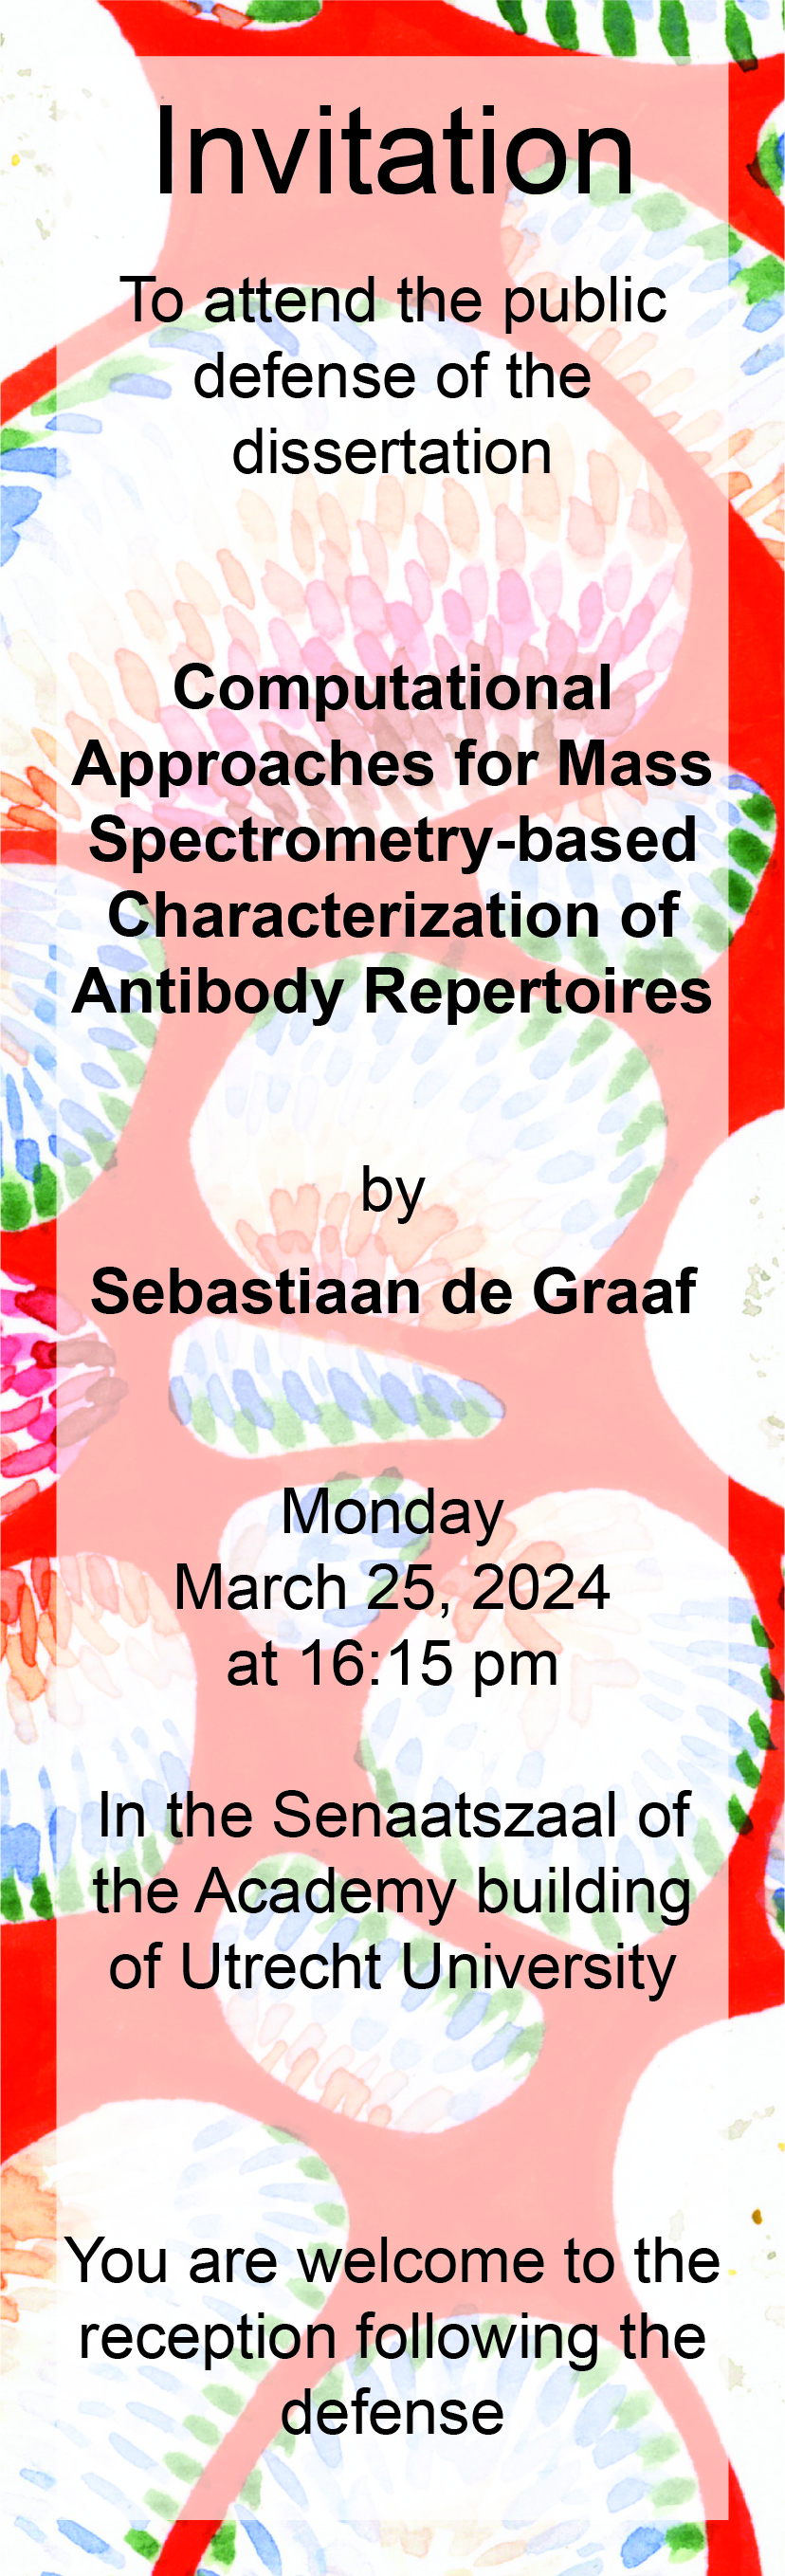 Invitation
To attend the public
defense of the
dissertation
Computational
Approaches for Mass
Spectrometry-based
Characterization of
Antibody Repertoires
by
Sebastiaan de Graaf
Monday
March 25, 2024
at 16:15 pm
In the Senaatszaal of
the Academy building
of Utrecht University
You are welcome to the
reception following the
defense